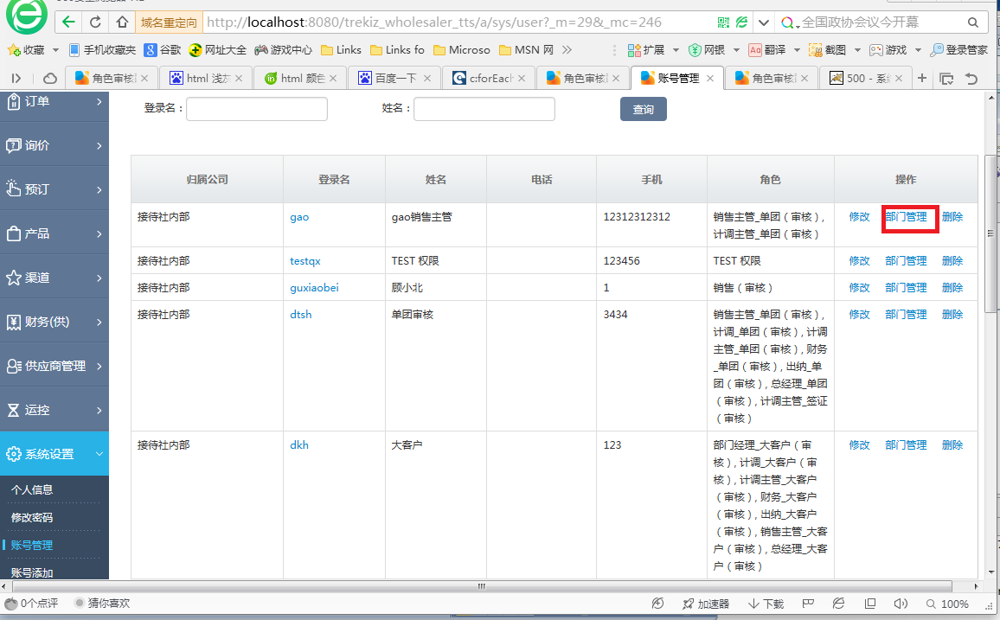 域名重定向 http://localhost:8080/trekiz_wholesaler_tts/a/sys/user?_m=29&_mc=246 全国政协会议今开幕
收藏 手机收藏夹 谷歌 网址大全 游戏中心 Links Links fo Microso MSN 网 扩展 网银 翻译 截图 游戏 登录管家
角色审核 html 浅 html 颜色 百度一下 c:forEach 角色审核 账号管理 角色审核 500 - 系
订单
询价
预订
产品
渠道
财务(供)
供应商管理
运控
系统设置
个人信息
修改密码
账号管理
账号添加
登录名： 姓名： 查询
归属公司 登录名 姓名 电话 手机 角色 操作
接待社内部 gao gao销售主管 12312312312 销售主管_单团（审核）, 修改 部门管理 删除
计调主管_单团（审核）
接待社内部 testqx TEST 权限 123456 TEST 权限 修改 部门管理 删除
接待社内部 guxiaobei 顾小北 1 销售（审核） 修改 部门管理 删除
接待社内部 dtsh 单团审核 3434 销售主管_单团（审核）, 修改 部门管理 删除
计调_单团（审核）, 计调
主管_单团（审核）, 财务
_单团（审核）, 出纳_单
团（审核）, 总经理_单团
（审核）, 计调主管_签证
（审核）
接待社内部 dkh 大客户 123 部门经理_大客户（审 修改 部门管理 删除
核）, 计调_大客户（审
核）, 计调主管_大客户
（审核）, 财务_大客户
（审核）, 出纳_大客户
（审核）, 销售主管_大客
户（审核）, 总经理_大客
户（审核）
0个点评 猜你喜欢 加速器 下载 100%